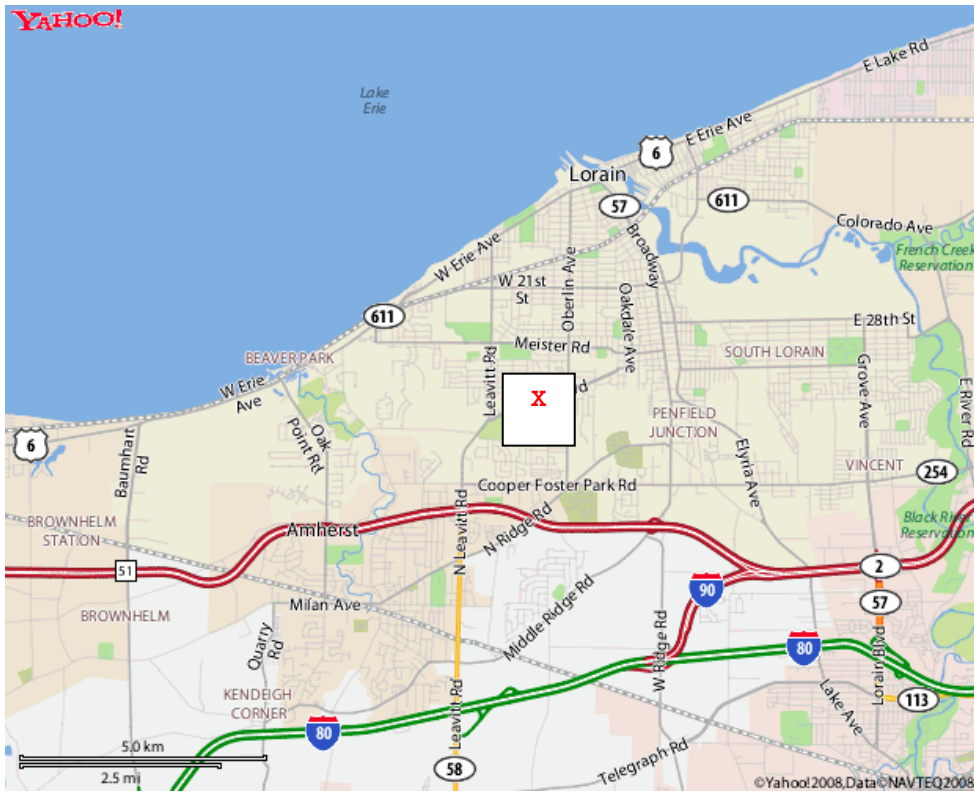 YAHOO!
Lake
Erie
E Lake Rd
E Erie Ave
6
Lorain
57
611
Colorado Ave
French Creek
Reservation
W Erie Ave
Broadway
Oberlin Ave
W 21st
St
Oakdale Ave
611
E 28th St
Meister Rd
SOUTH LORAIN
BEAVER PARK
Leavitt Rd
Grove Ave
E River Rd
W Erie
Ave
X
vd
PENFIELD
JUNCTION
6
Oak
Point Rd
Baumhart
Rd
Elyria Ave
VINCENT
254
Cooper Foster Park Rd
N Leavitt Rd
N Ridge Rd
BROWNHELM
STATION
Amherst
Black River
Reservation
51
2
90
57
Milan Ave
BROWNHELM
Middle Ridge Rd
Quarry
Rd
W Ridge Rd
80
Lorain Blvd
KENDEIGH
CORNER
Leavitt Rd
Lake Ave
113
80
5.0 km
2.5 mi
58
Telegraph Rd
©Yahoo!2008,Data©NAVTEQ2008